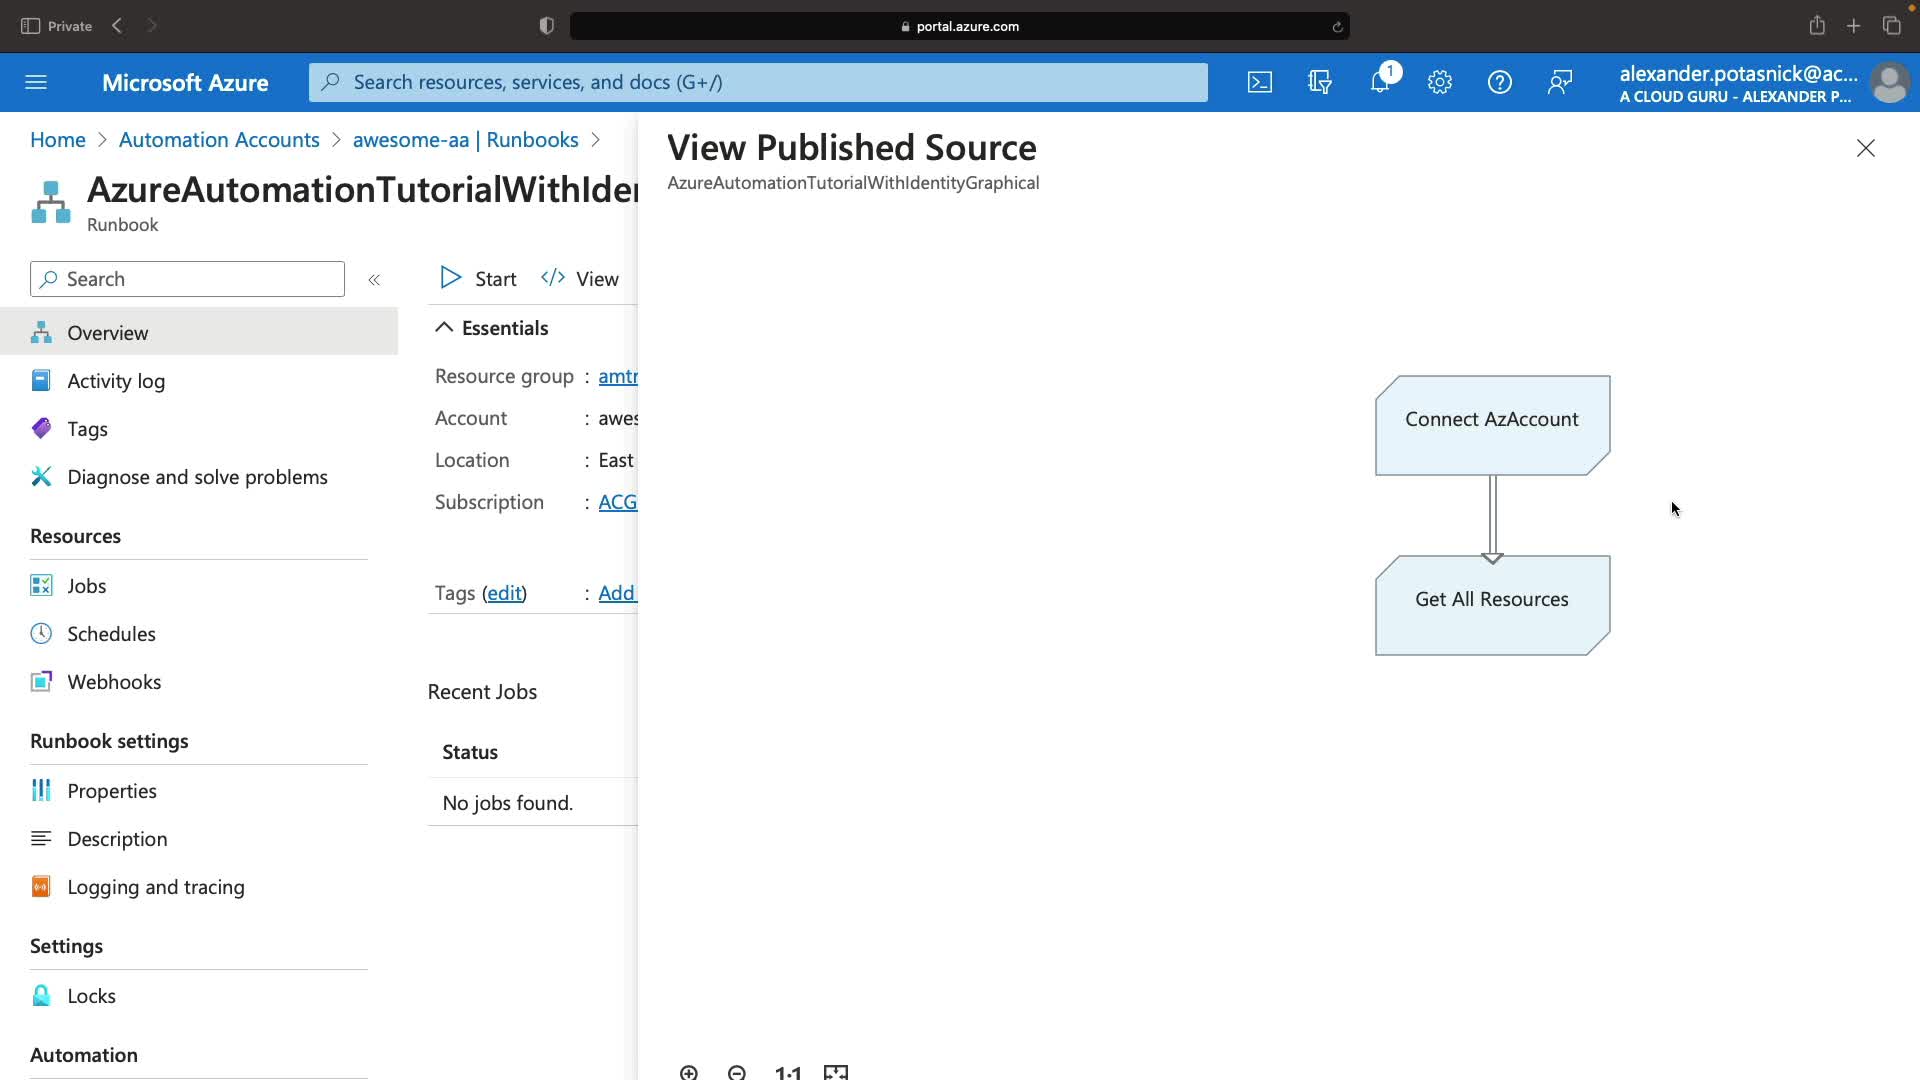 Private
portal.azure.com
Microsoft Azure
Search resources, services, and docs (G+/)
1
alexander.potasnick@ac...
A CLOUD GURU - ALEXANDER P...
Home > Automation Accounts > awesome-aa | Runbooks >
AzureAutomationTutorialWithIder
Runbook
Search
«
Overview
Activity log
Tags
Diagnose and solve problems
Resources
Jobs
Schedules
Webhooks
Runbook settings
Properties
Description
Logging and tracing
Settings
Locks
Automation
Start
</> View
Essentials
Resource group : amtr
Account : awes
Location : East
Subscription : ACG
Tags (edit) : Add
Recent Jobs
Status
No jobs found.
View Published Source
AzureAutomationTutorialWithIdentityGraphical
Connect AzAccount
Get All Resources
1:1